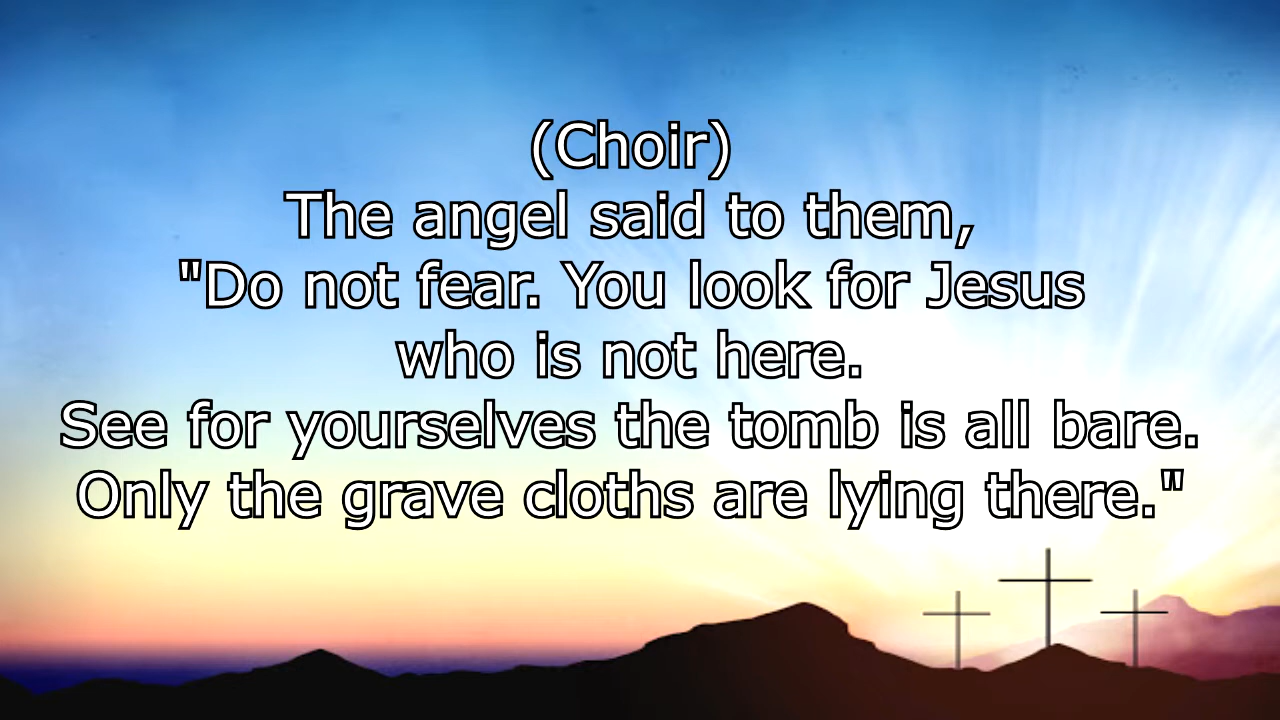 (Choir)
The angel said to them,
"Do not fear. You look for Jesus
who is not here.
See for yourselves the tomb is all bare.
Only the grave cloths are lying there."